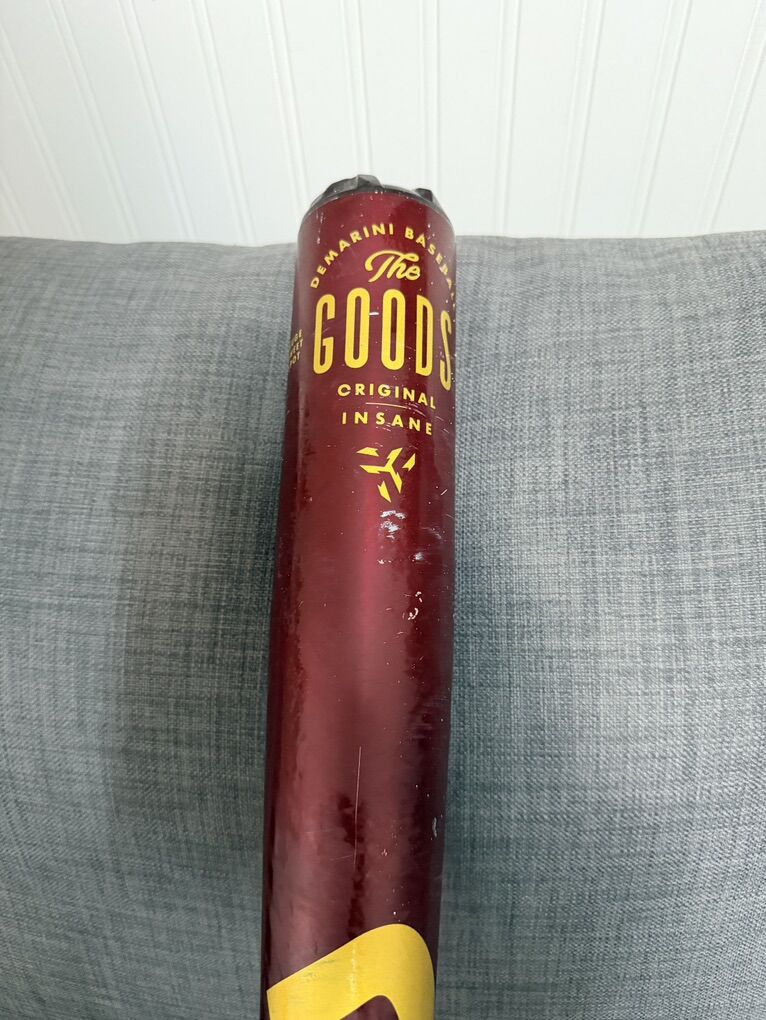 DEMARINI BASEBALL
The
GOODS
ORIGINAL
INSANE